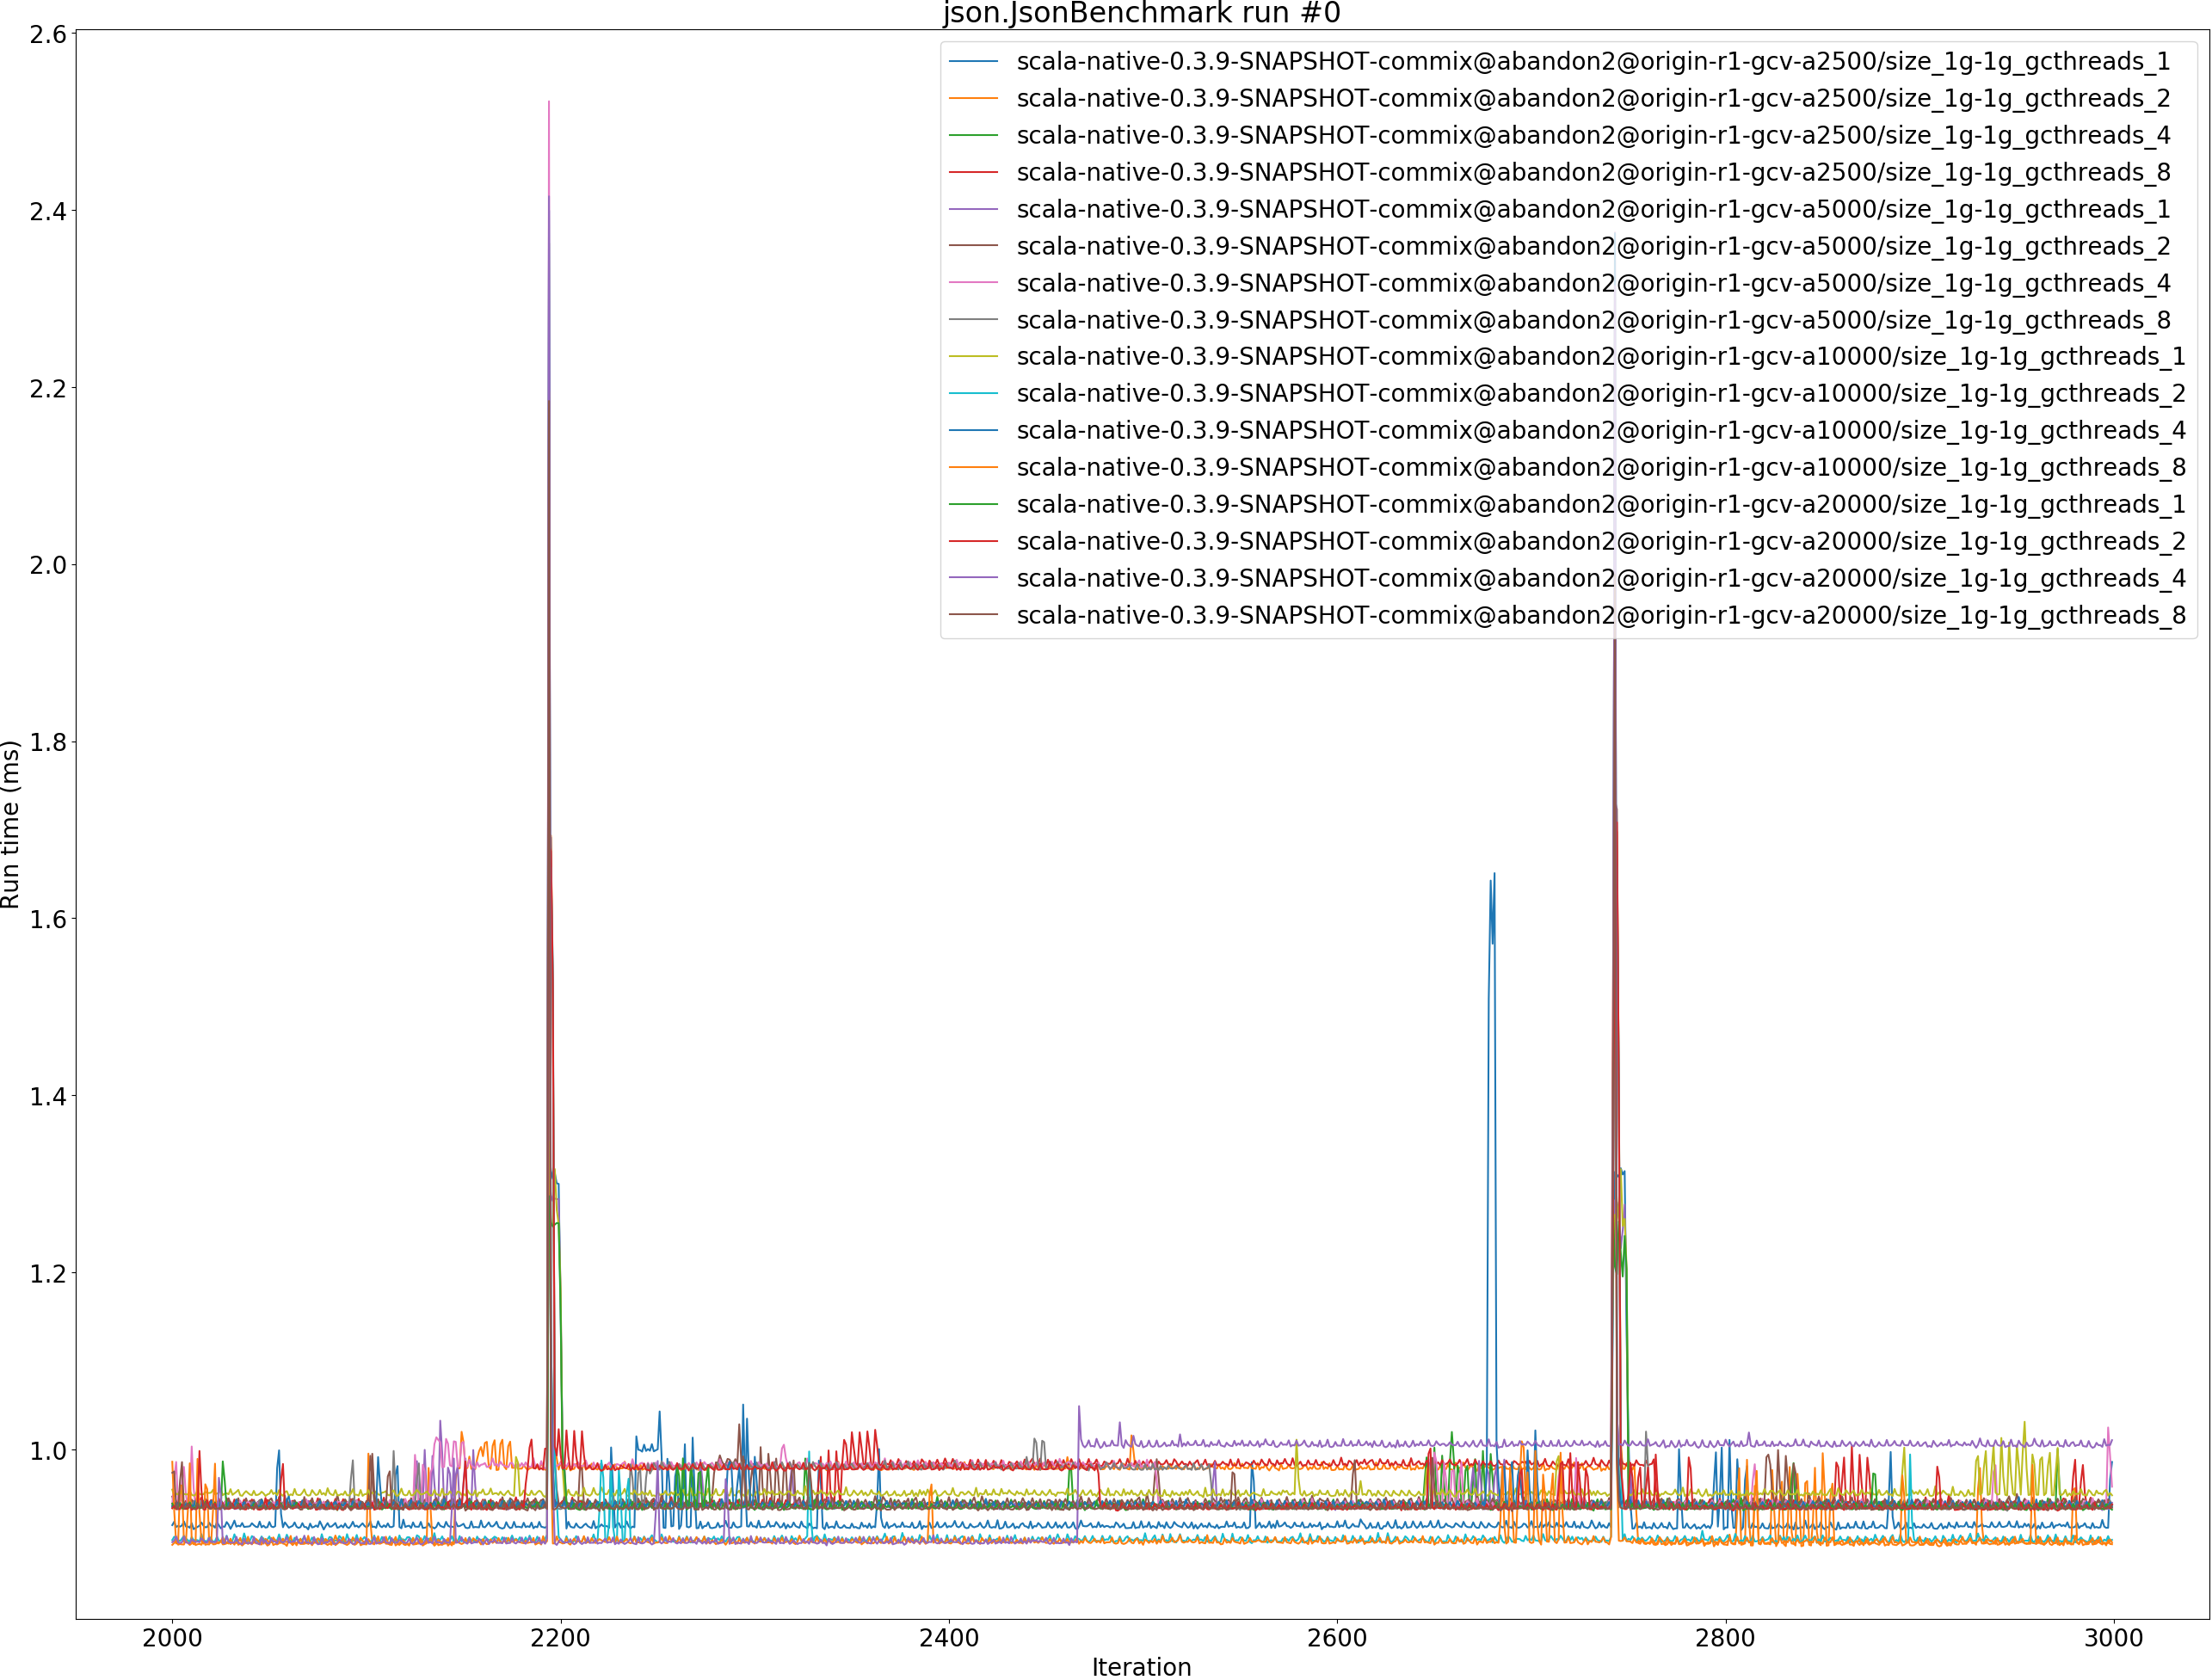 json.JsonBenchmark run #0
scala-native-0.3.9-SNAPSHOT-commix@abandon2@origin-r1-gcv-a2500/size_1g-1g_gcthreads_1
scala-native-0.3.9-SNAPSHOT-commix@abandon2@origin-r1-gcv-a2500/size_1g-1g_gcthreads_2
scala-native-0.3.9-SNAPSHOT-commix@abandon2@origin-r1-gcv-a2500/size_1g-1g_gcthreads_4
scala-native-0.3.9-SNAPSHOT-commix@abandon2@origin-r1-gcv-a2500/size_1g-1g_gcthreads_8
scala-native-0.3.9-SNAPSHOT-commix@abandon2@origin-r1-gcv-a5000/size_1g-1g_gcthreads_1
scala-native-0.3.9-SNAPSHOT-commix@abandon2@origin-r1-gcv-a5000/size_1g-1g_gcthreads_2
scala-native-0.3.9-SNAPSHOT-commix@abandon2@origin-r1-gcv-a5000/size_1g-1g_gcthreads_4
scala-native-0.3.9-SNAPSHOT-commix@abandon2@origin-r1-gcv-a5000/size_1g-1g_gcthreads_8
scala-native-0.3.9-SNAPSHOT-commix@abandon2@origin-r1-gcv-a10000/size_1g-1g_gcthreads_1
scala-native-0.3.9-SNAPSHOT-commix@abandon2@origin-r1-gcv-a10000/size_1g-1g_gcthreads_2
scala-native-0.3.9-SNAPSHOT-commix@abandon2@origin-r1-gcv-a10000/size_1g-1g_gcthreads_4
scala-native-0.3.9-SNAPSHOT-commix@abandon2@origin-r1-gcv-a10000/size_1g-1g_gcthreads_8
scala-native-0.3.9-SNAPSHOT-commix@abandon2@origin-r1-gcv-a20000/size_1g-1g_gcthreads_1
scala-native-0.3.9-SNAPSHOT-commix@abandon2@origin-r1-gcv-a20000/size_1g-1g_gcthreads_2
scala-native-0.3.9-SNAPSHOT-commix@abandon2@origin-r1-gcv-a20000/size_1g-1g_gcthreads_4
scala-native-0.3.9-SNAPSHOT-commix@abandon2@origin-r1-gcv-a20000/size_1g-1g_gcthreads_8
2.6
2.4
2.2
2.0
1.8
1.6
1.4
1.2
1.0
Run time (ms)
2000
2200
2400
2600
2800
3000
Iteration